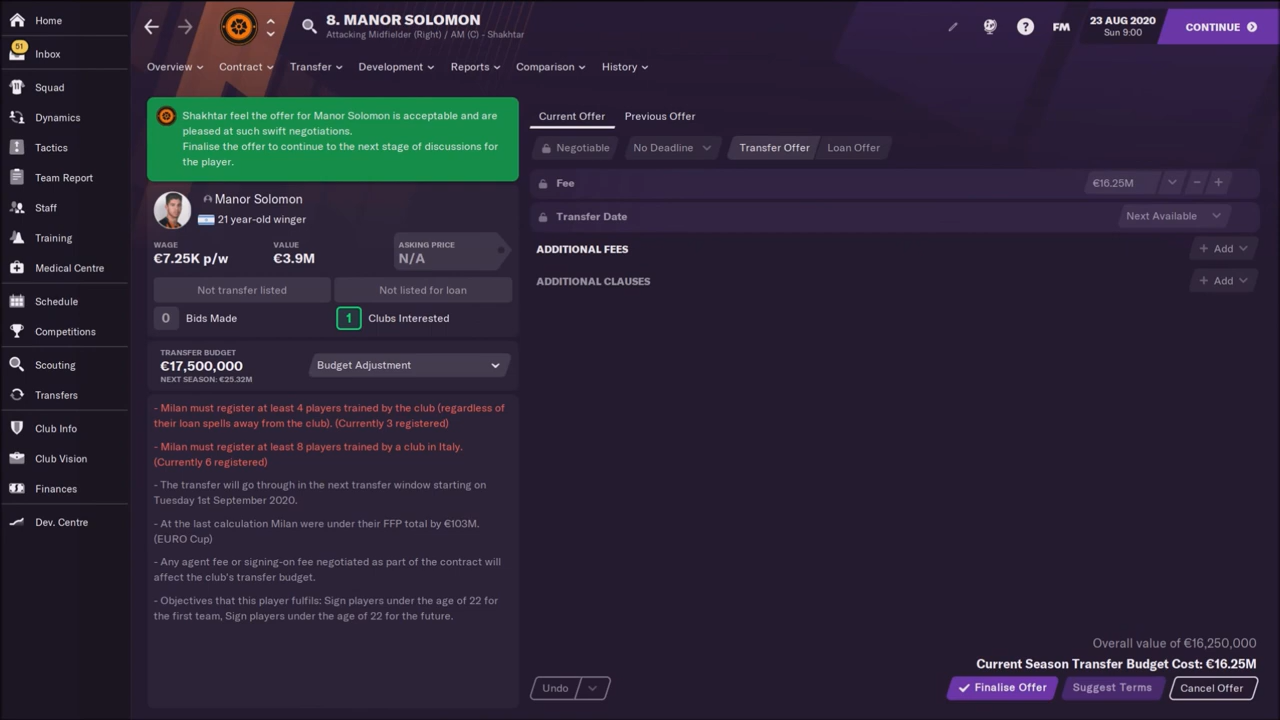 Home
8. MANOR SOLOMON
Attacking Midfielder (Right) / AM (C) - Shakhtar
FM
23 AUG 2020
Sun 9:00
CONTINUE
51
Inbox
Overview
Contract
Transfer
Development
Reports
Comparison
History
Squad
Dynamics
Tactics
Team Report
Staff
Training
Medical Centre
Schedule
Competitions
Scouting
Transfers
Club Info
Club Vision
Finances
Dev. Centre
Shakhtar feel the offer for Manor Solomon is acceptable and are
pleased at such swift negotiations.
Finalise the offer to continue to the next stage of discussions for
the player.
Manor Solomon
21 year-old winger
WAGE
€7.25K p/w
VALUE
€3.9M
ASKING PRICE
N/A
Not transfer listed
Not listed for loan
0 Bids Made
1 Clubs Interested
TRANSFER BUDGET
€17,500,000
NEXT SEASON: €25.32M
Budget Adjustment
- Milan must register at least 4 players trained by the club (regardless of
their loan spells away from the club). (Currently 3 registered)
- Milan must register at least 8 players trained by a club in Italy.
(Currently 6 registered)
- The transfer will go through in the next transfer window starting on
Tuesday 1st September 2020.
- At the last calculation Milan were under their FFP total by €103M.
(EURO Cup)
- Any agent fee or signing-on fee negotiated as part of the contract will
affect the club's transfer budget.
- Objectives that this player fulfils: Sign players under the age of 22 for
the first team, Sign players under the age of 22 for the future.
Current Offer
Previous Offer
Negotiable
No Deadline
Transfer Offer
Loan Offer
Fee
€16.25M
Transfer Date
Next Available
ADDITIONAL FEES
+ Add
ADDITIONAL CLAUSES
+ Add
Overall value of €16,250,000
Current Season Transfer Budget Cost: €16.25M
Undo
Finalise Offer
Suggest Terms
Cancel Offer